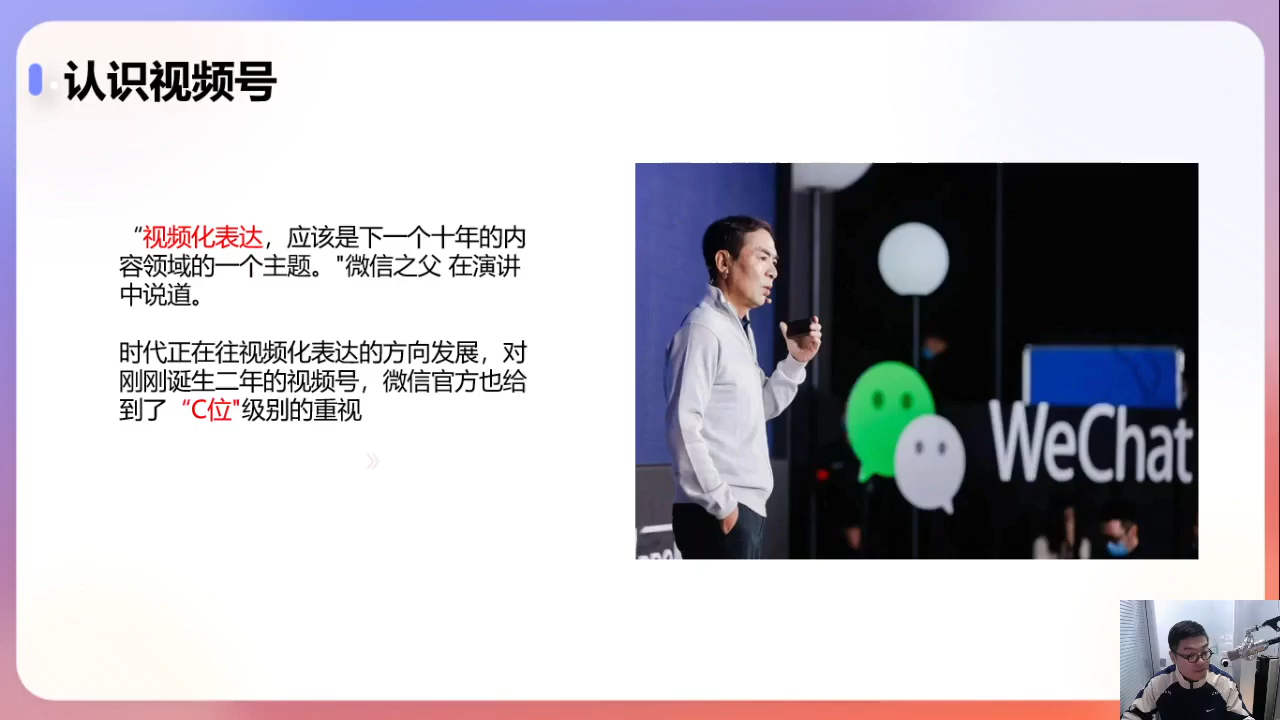 认识视频号
“视频化表达，应该是下一个十年的内
容领域的一个主题。"微信之父 在演讲
中说道。
时代正在往视频化表达的方向发展，对
刚刚诞生二年的视频号，微信官方也给
到了“C位"级别的重视
WeChat